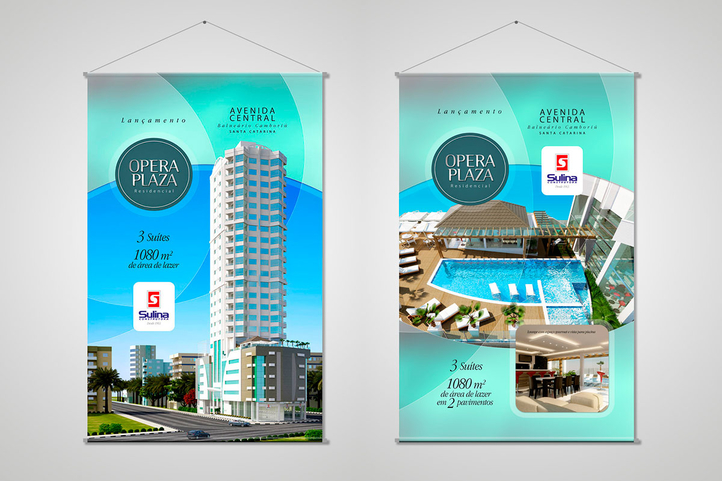 Lançamento
AVENIDA
CENTRAL
Balneário Camboriú
SANTA CATARINA
OPERA
PLAZA
Residencial
3 Suítes
1080 m²
de área de lazer
Sulina
CONSTRUTORA
Lançamento
AVENIDA
CENTRAL
Balneário Camboriú
SANTA CATARINA
OPERA
PLAZA
Residencial
Sulina
CONSTRUTORA
3 Suítes
1080 m²
de área de lazer
em 2 pavimentos